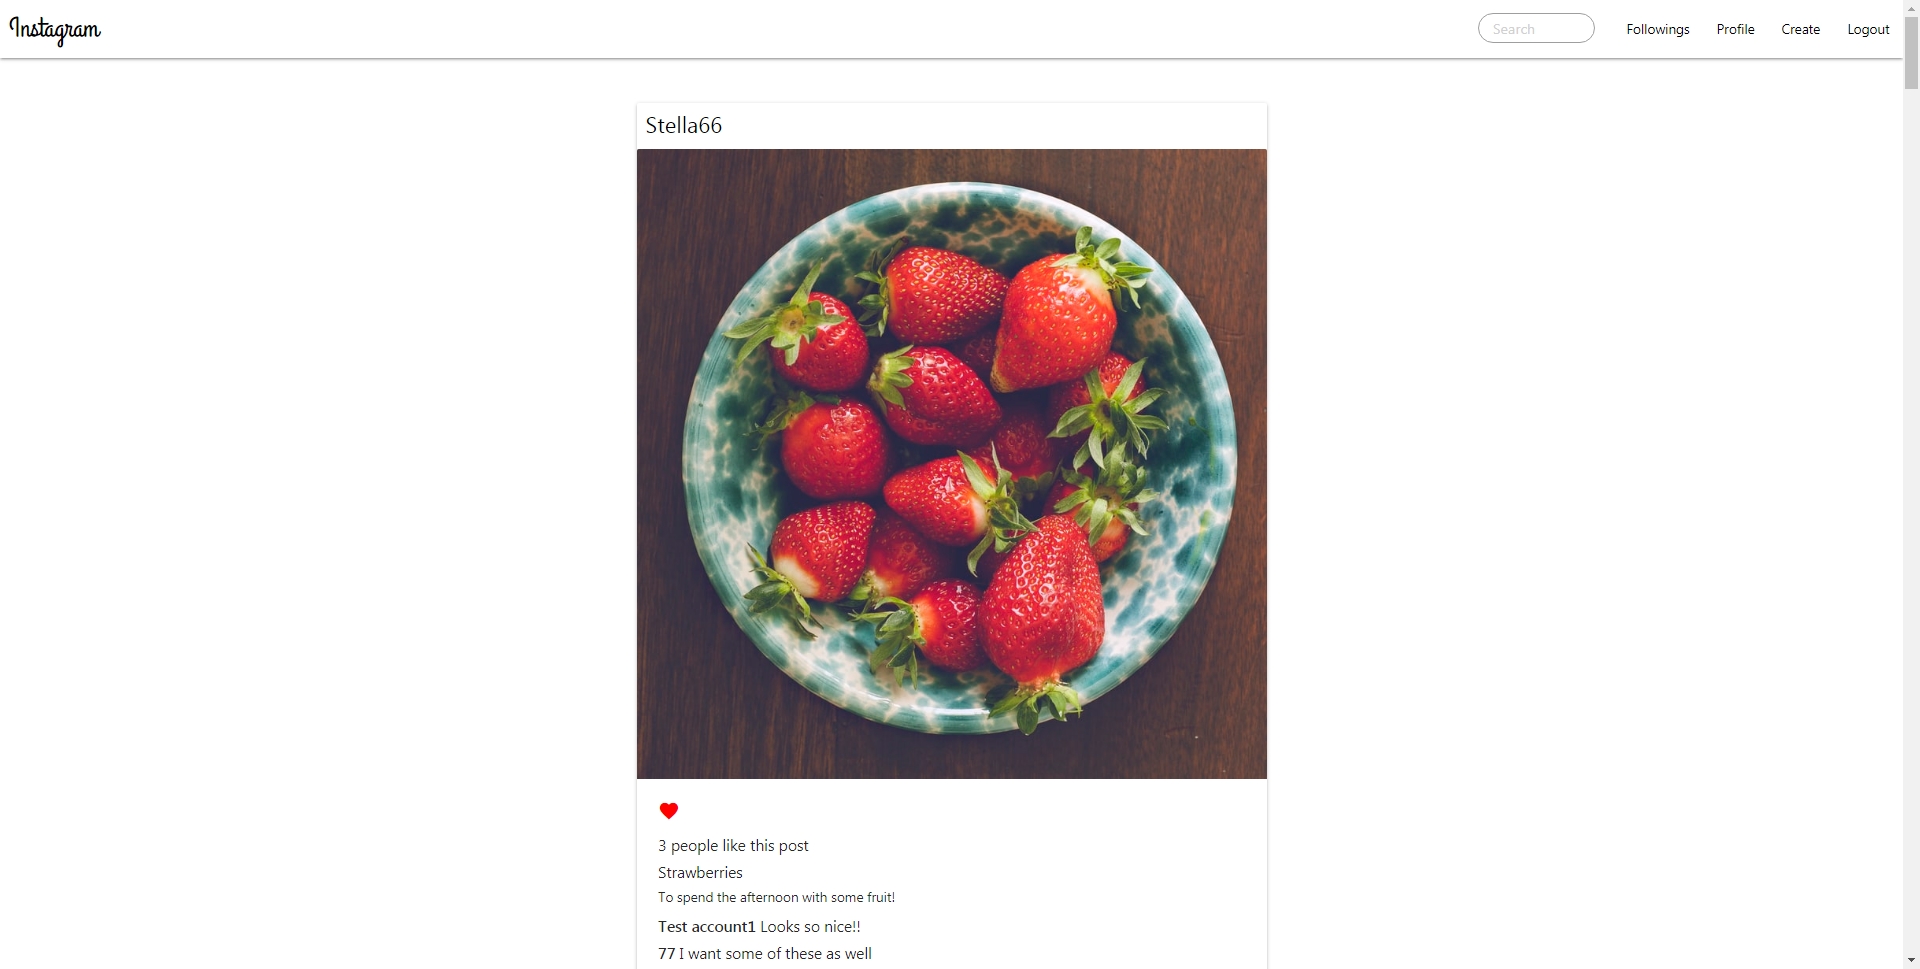 Instagram
Search
Followings
Profile
Create
Logout
Stella66
3 people like this post
Strawberries
To spend the afternoon with some fruit!
Test account1 Looks so nice!!
77 I want some of these as well